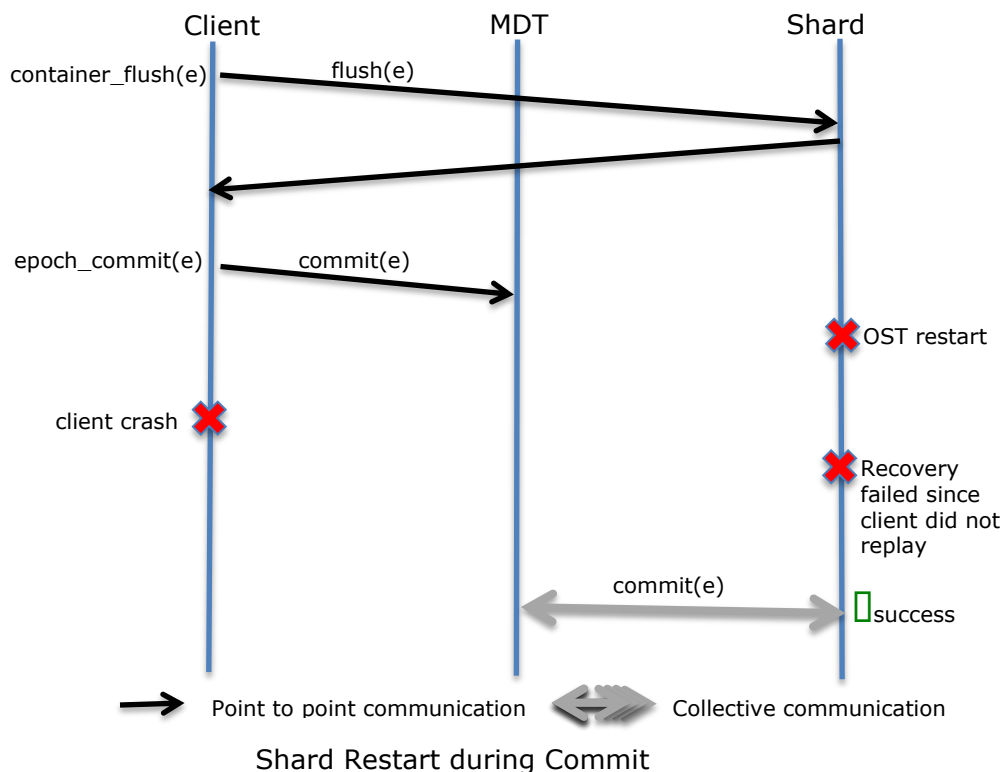 Client
MDT
Shard
container_flush(e)
flush(e)
epoch_commit(e)
commit(e)
OST restart
client crash
Recovery
failed since
client did not
replay
commit(e)
success
Point to point communication
Collective communication
Shard Restart during Commit